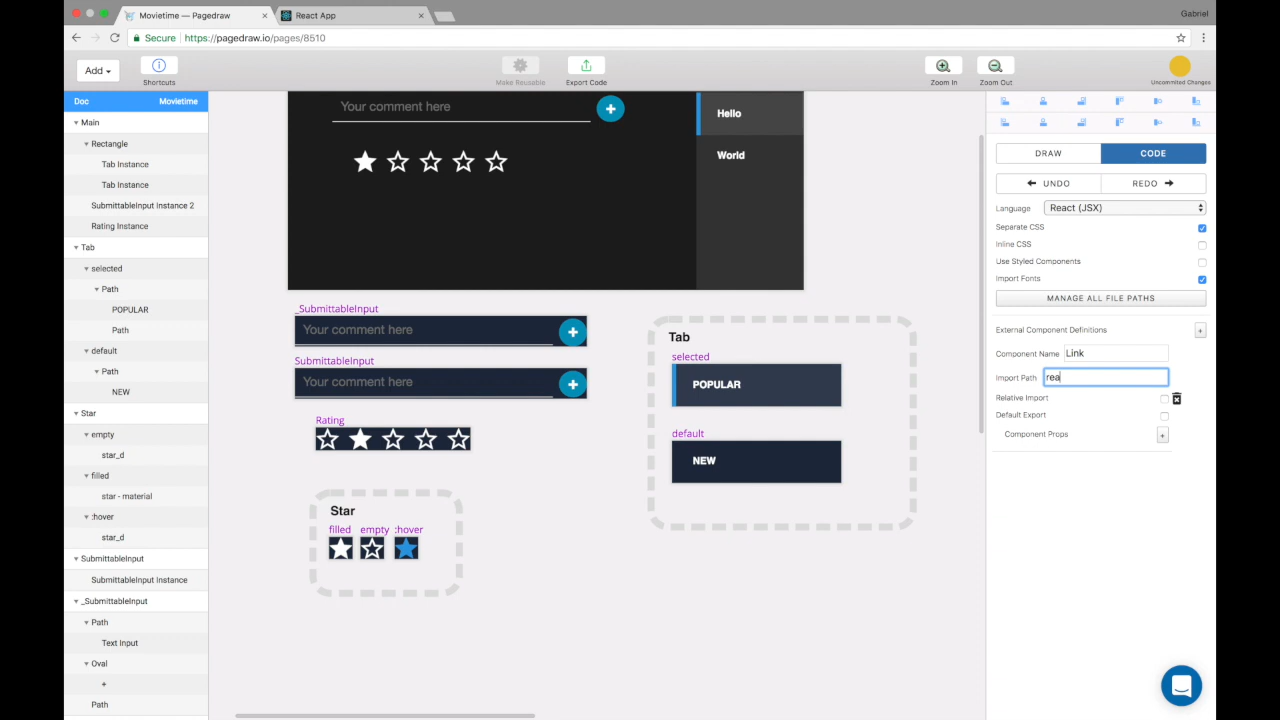 Movietime — Pagedraw
React App
Gabriel
Secure
https://pagedraw.io/pages/8510
Add
Shortcuts
Make Reusable
Export Code
Zoom In
Zoom Out
Uncommited Changes
Doc
Movietime
Main
Rectangle
Tab Instance
Tab Instance
SubmittableInput Instance 2
Rating Instance
Tab
selected
Path
POPULAR
Path
default
Path
NEW
Star
empty
star_d
filled
star - material
:hover
star_d
SubmittableInput
SubmittableInput Instance
_SubmittableInput
Path
Text Input
Oval
+
Path
Your comment here
Hello
World
_SubmittableInput
Your comment here
SubmittableInput
Your comment here
Rating
Star
filled
empty
:hover
Tab
selected
POPULAR
default
NEW
DRAW
CODE
UNDO
REDO
Language
React (JSX)
Separate CSS
Inline CSS
Use Styled Components
Import Fonts
MANAGE ALL FILE PATHS
External Component Definitions
+
Component Name
Link
Import Path
rea
Relative Import
Default Export
Component Props
+